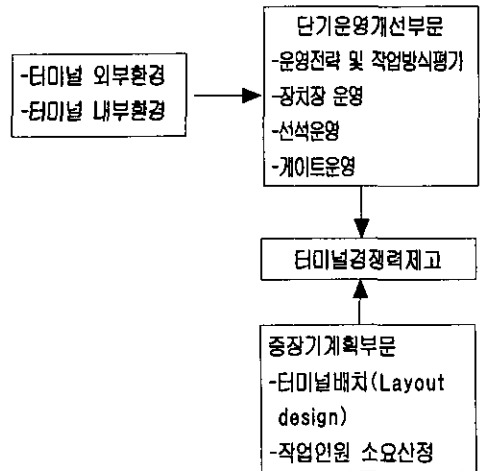 -터미널 외부환경
-터미널 내부환경
단기운영개선부문
-운영전략 및 작업방식평가
-장치장 운영
-선석운영
-게이트운영
터미널경쟁력제고
중장기계획부문
-터미널배치(Layout
design)
-작업인원 소요산정